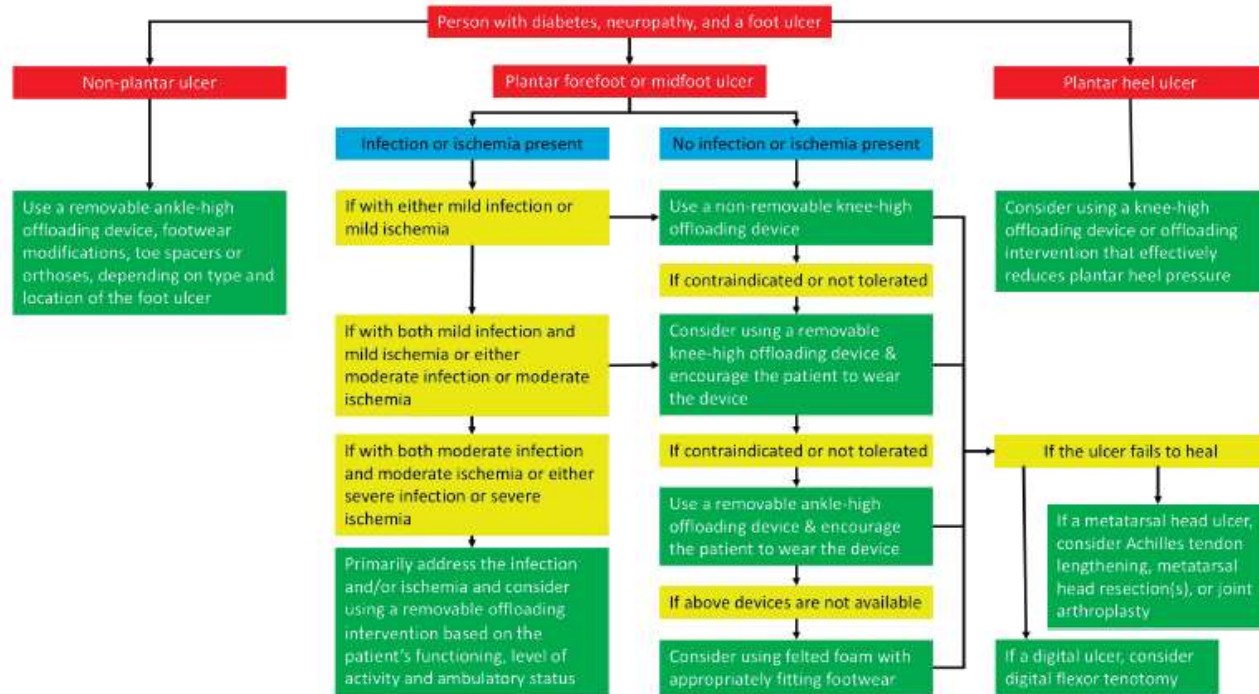 Person with diabetes, neuropathy, and a foot ulcer
Non-plantar ulcer
Plantar forefoot or midfoot ulcer
Plantar heel ulcer
Infection or ischemia present
No infection or ischemia present
Use a removable ankle-high
offloading device, footwear
modifications, toe spacers or
orthoses, depending on type and
location of the foot ulcer
If with either mild infection or
mild ischemia
Use a non-removable knee-high
offloading device
Consider using a knee-high
offloading device or offloading
intervention that effectively
reduces plantar heel pressure
If contraindicated or not tolerated
If with both mild infection and
mild ischemia or either
moderate infection or moderate
ischemia
Consider using a removable
knee-high offloading device &
encourage the patient to wear
the device
If with both moderate infection
and moderate ischemia or either
severe infection or severe
ischemia
If contraindicated or not tolerated
If the ulcer fails to heal
Use a removable ankle-high
offloading device & encourage
the patient to wear the device
If a metatarsal head ulcer,
consider Achilles tendon
lengthening, metatarsal
head resection(s), or joint
arthroplasty
Primarily address the infection
and/or ischemia and consider
using a removable offloading
intervention based on the
patient's functioning, level of
activity and ambulatory status
If above devices are not available
Consider using felted foam with
appropriately fitting footwear
If a digital ulcer, consider
digital flexor tenotomy